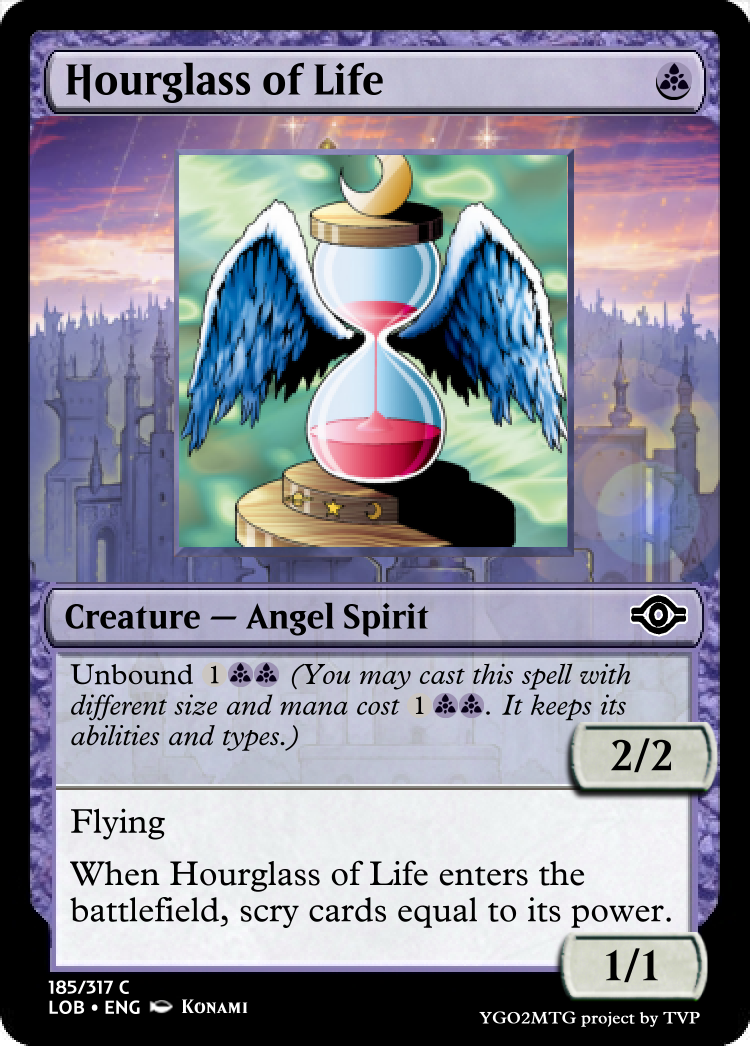 Hourglass of Life
Creature — Angel Spirit
Unbound 1 (You may cast this spell with
different size and mana cost 1. It keeps its
abilities and types.)
2/2
Flying
When Hourglass of Life enters the
battlefield, scry cards equal to its power.
1/1
185/317 C
LOB • ENG KONAMI
YGO2MTG project by TVP